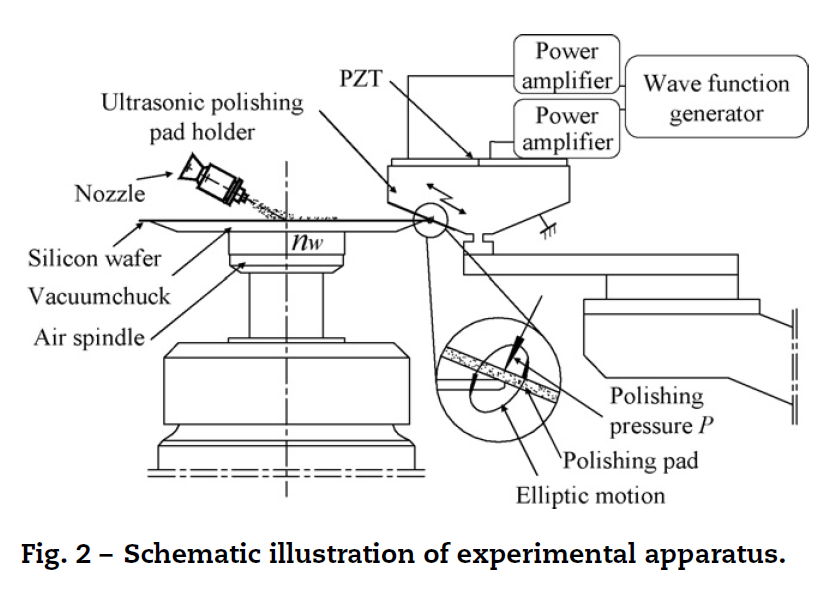 Power
amplifier
PZT
Wave function
generator
Ultrasonic polishing
pad holder
Power
amplifier
Nozzle
nw
Silicon wafer
Vacuumchuck
Air spindle
Polishing
pressure P
Polishing pad
Elliptic motion
Fig. 2 – Schematic illustration of experimental apparatus.